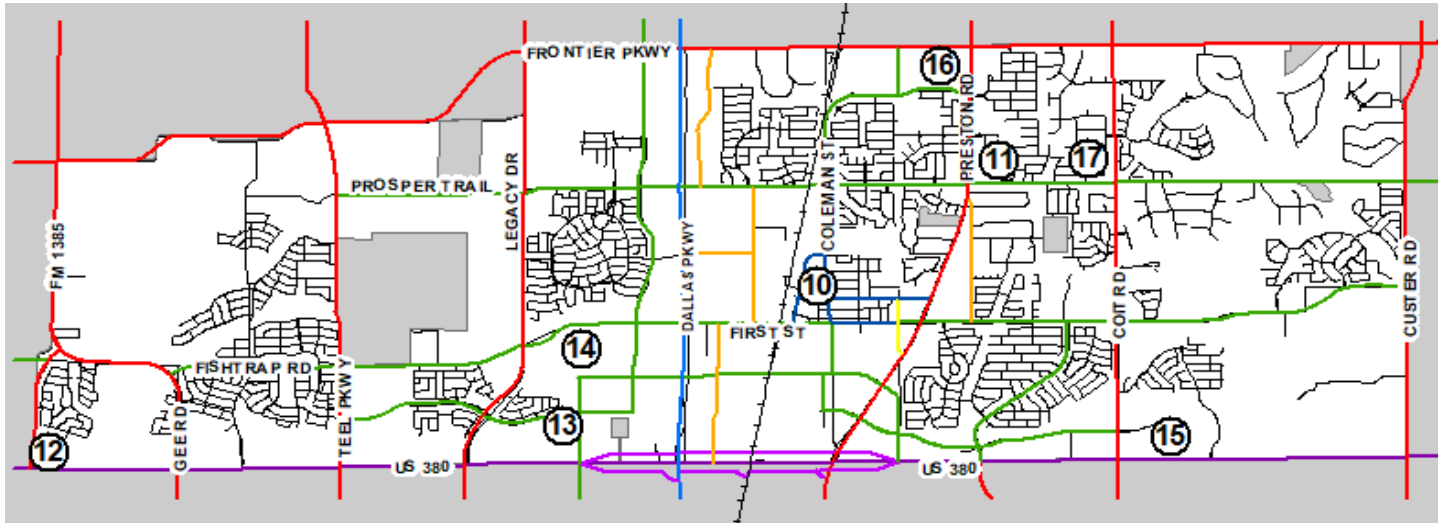 FRONTIER PKWY
16
PRESTON RD
COLEMAN ST
11
17
PROSPER TRAIL
LEGACY DR
FM 1385
DALLAS PKWY
10
COIT RD
CUSTER RD
FIRST ST
14
FISHTRAP RD
TEEL PKWY
GEE RD
13
12
15
US 380
US 380